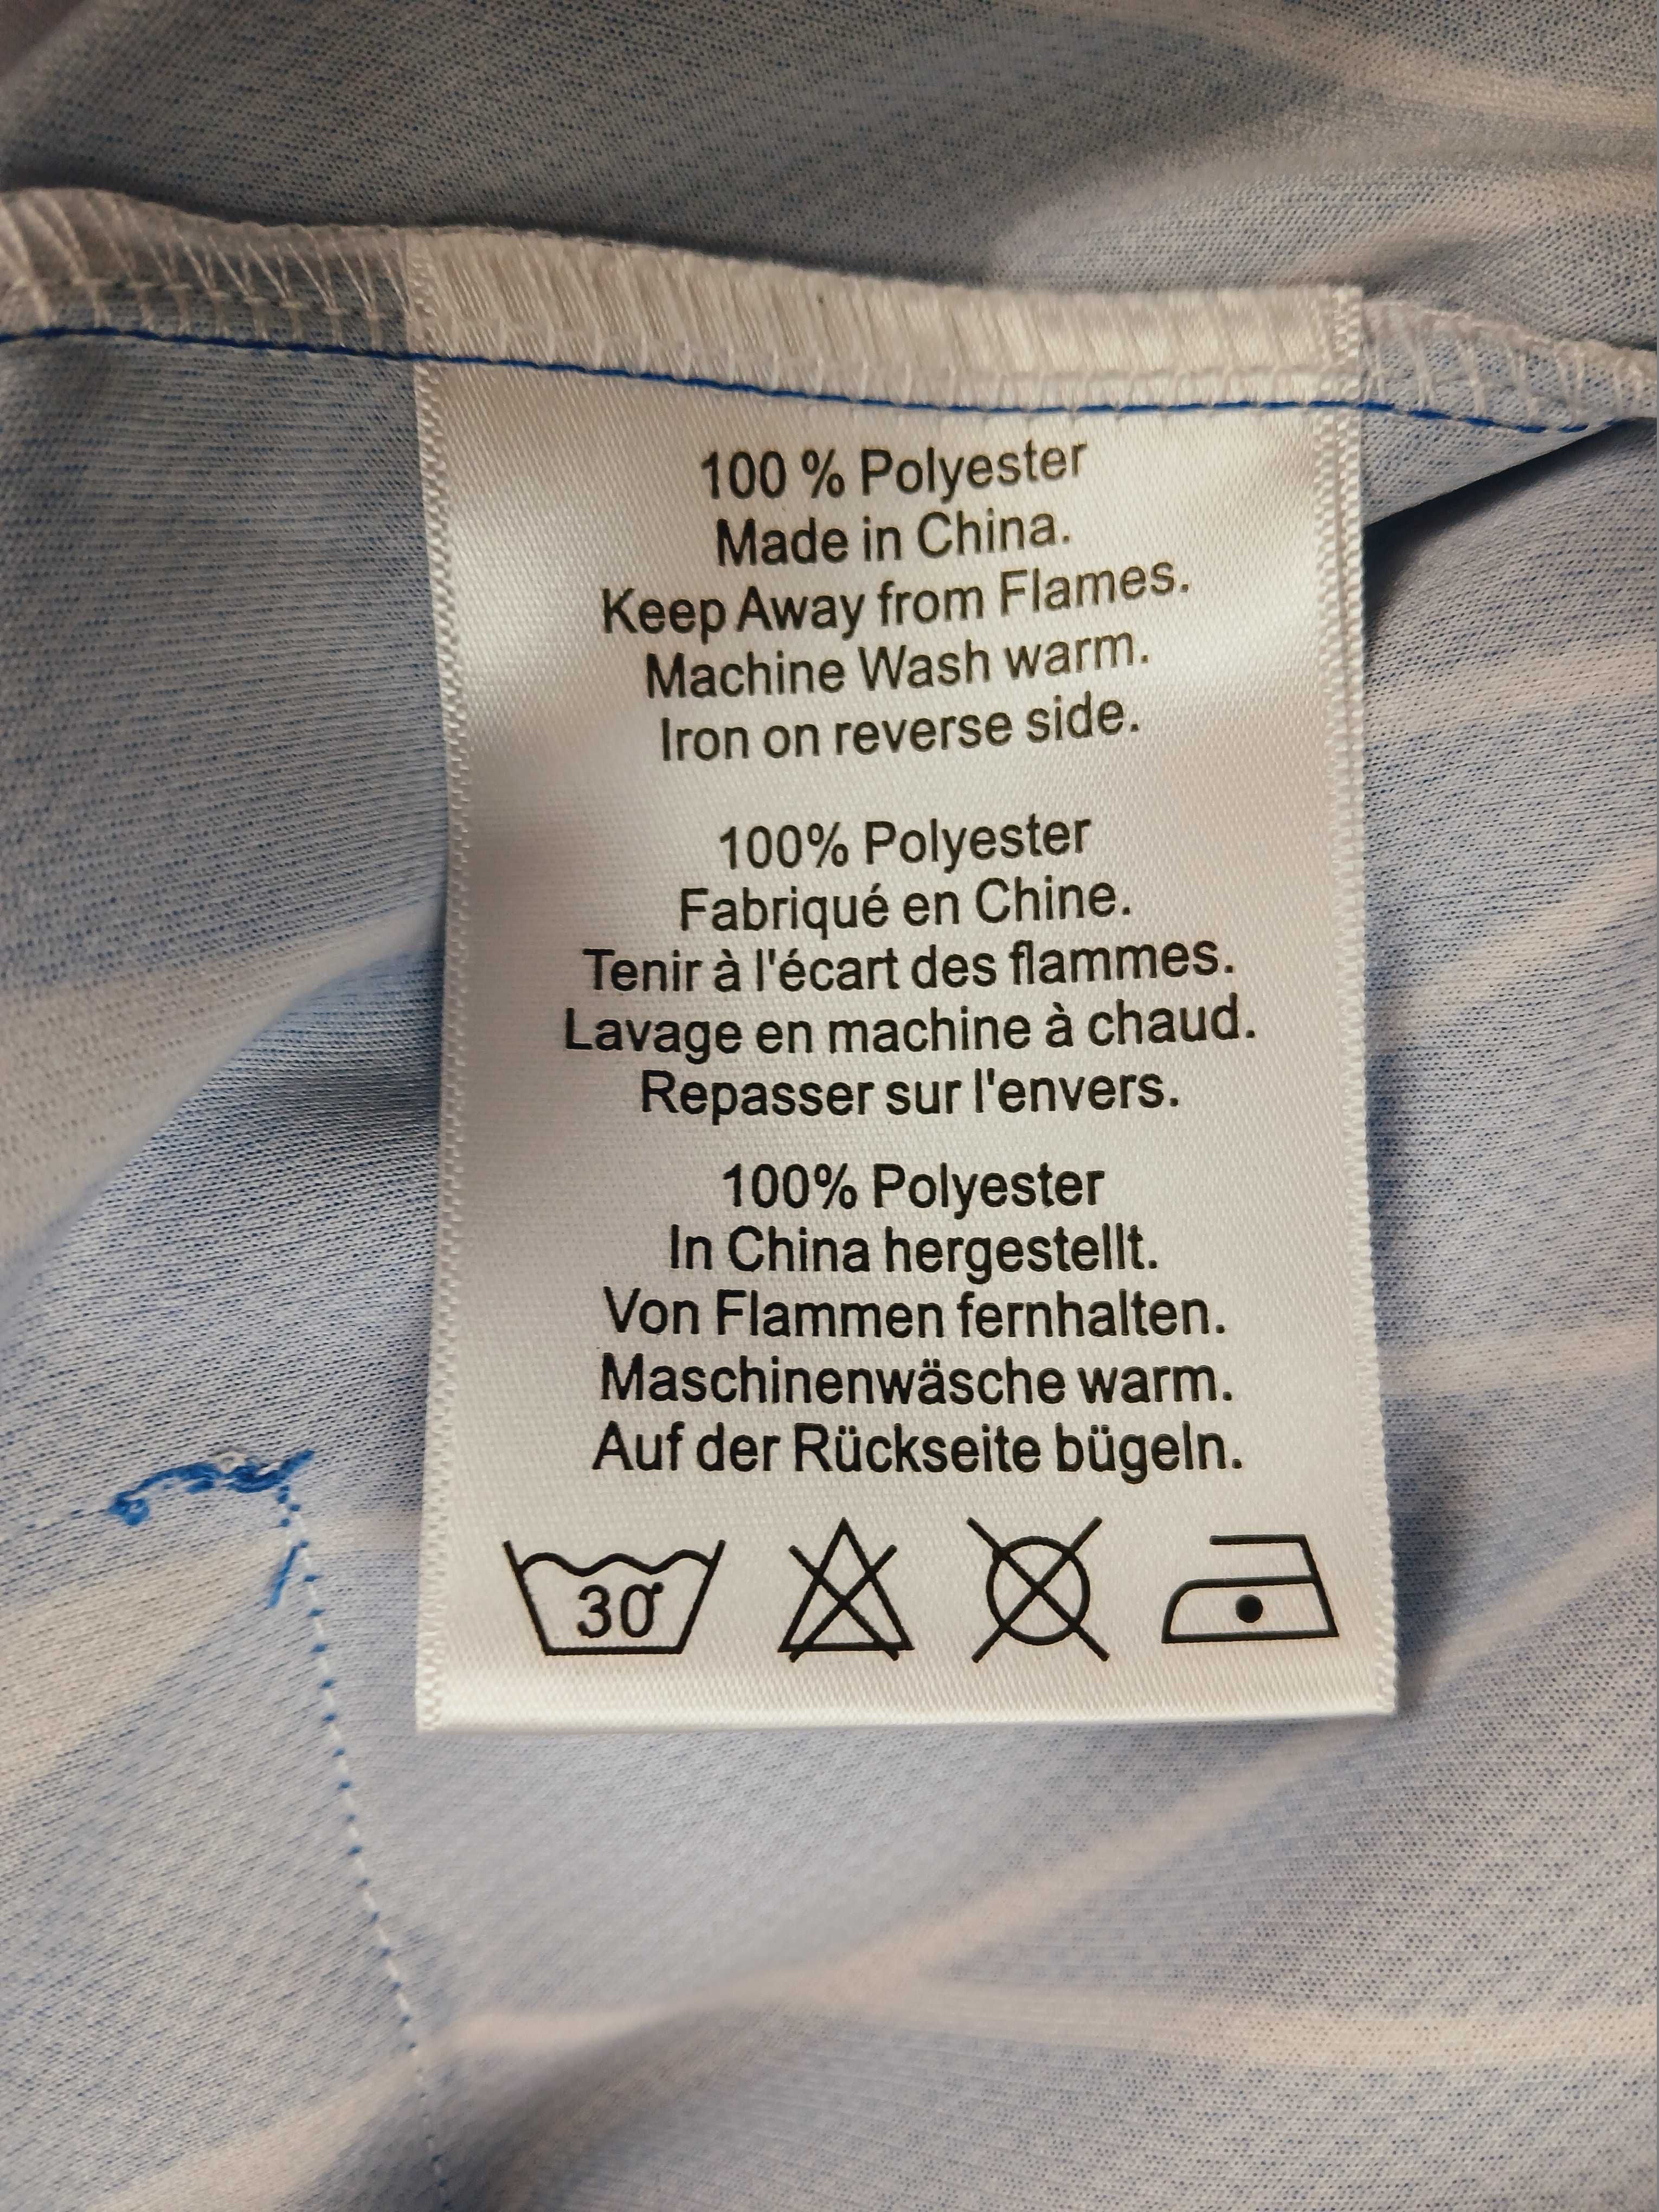 100 % Polyester
Made in China.
Keep Away from Flames.
Machine Wash warm.
Iron on reverse side.
100% Polyester
Fabriqué en Chine.
Tenir à l'écart des flammes.
Lavage en machine à chaud.
Repasser sur l'envers.
100% Polyester
In China hergestellt.
Von Flammen fernhalten.
Maschinenwäsche warm.
Auf der Rückseite bügeln.
30°